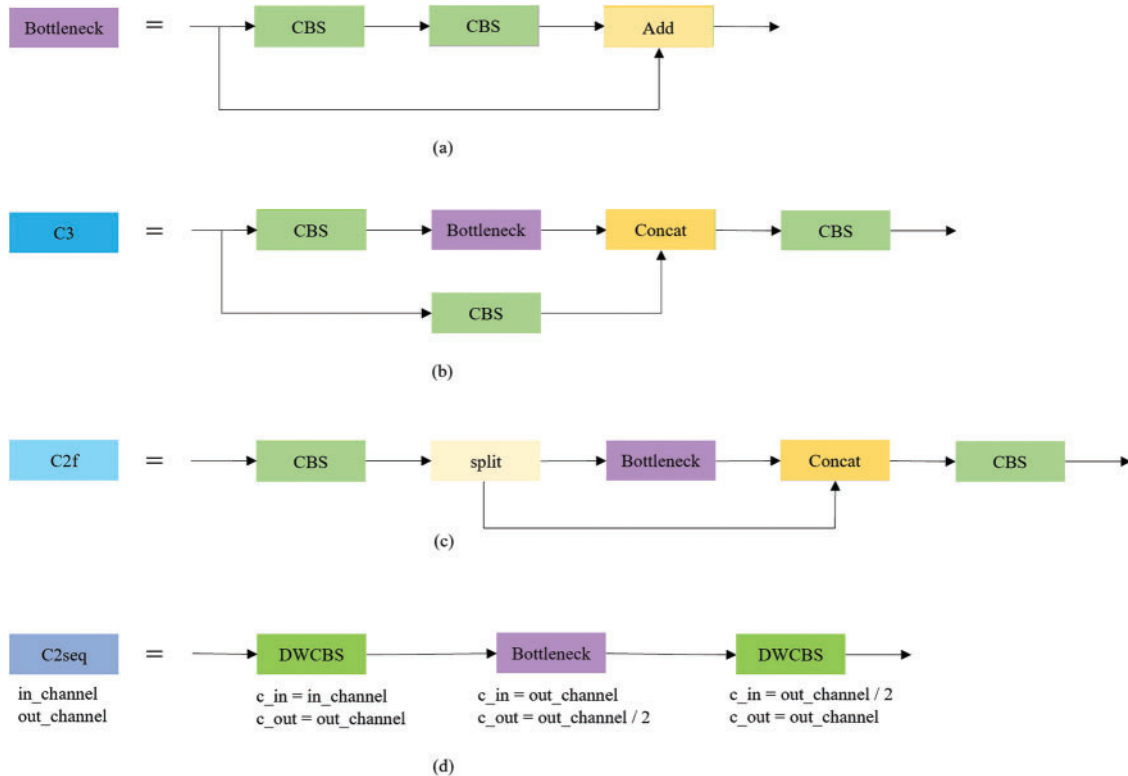 Bottleneck = CBS CBS Add
(a)
C3 = CBS Bottleneck Concat CBS
CBS
(b)
C2f = CBS split Bottleneck Concat CBS
(c)
C2seq = DWCBS Bottleneck DWCBS
in_channel
out_channel
c_in = in_channel
c_out = out_channel
c_in = out_channel
c_out = out_channel / 2
c_in = out_channel / 2
c_out = out_channel
(d)